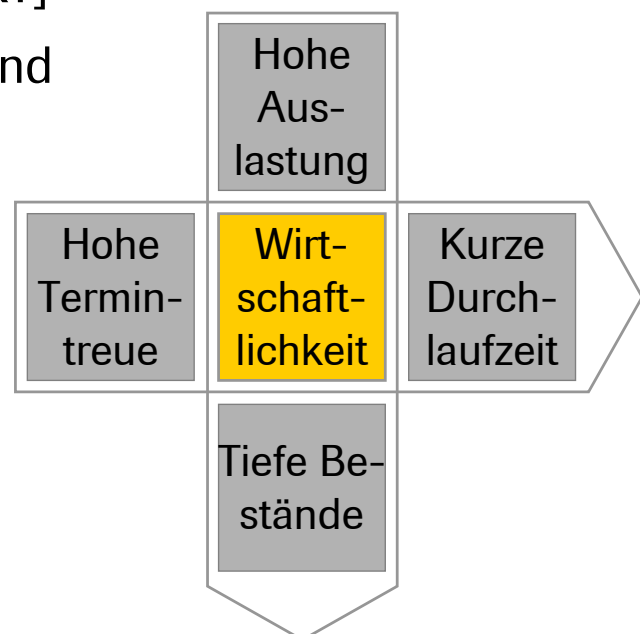 nd
Hohe
Aus-
lastung
Hohe
Termin-
treue
Wirt-
schaft-
lichkeit
Kurze
Durch-
laufzeit
Tiefe Be-
stände